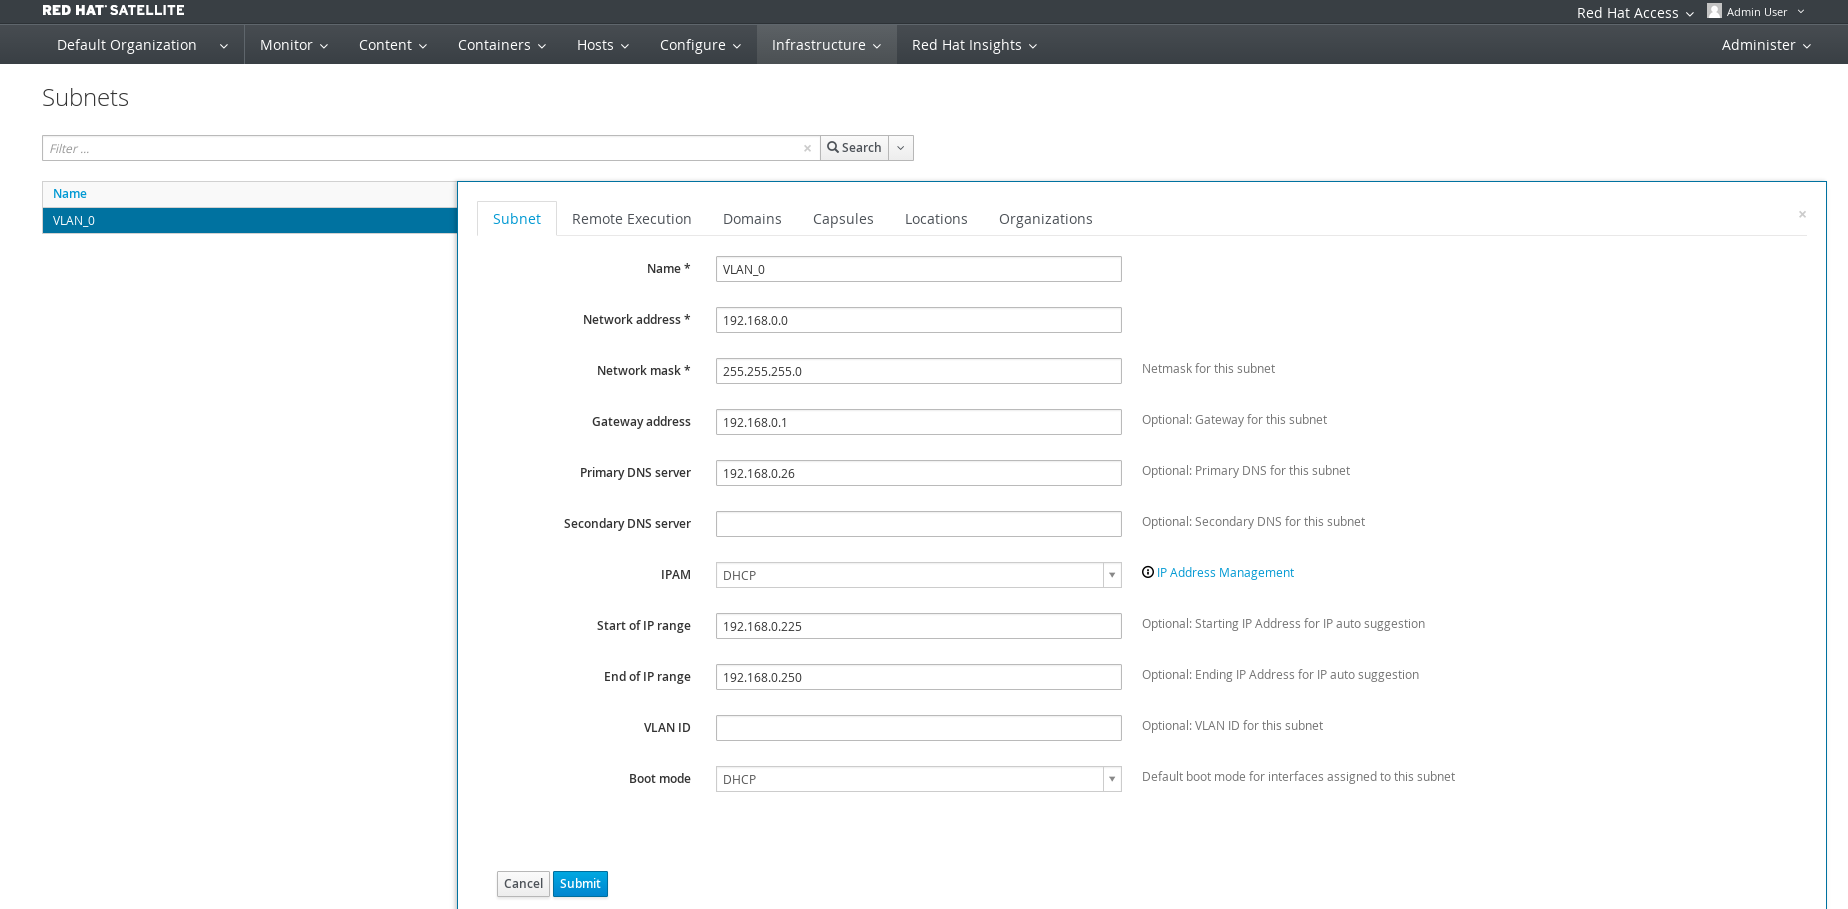 RED HAT SATELLITE
Red Hat Access
Admin User
Default Organization
Monitor
Content
Containers
Hosts
Configure
Infrastructure
Red Hat Insights
Administer
Subnets
Filter ...
×
Search
Name
VLAN_0
Subnet
Remote Execution
Domains
Capsules
Locations
Organizations
×
Name *
VLAN_0
Network address *
192.168.0.0
Network mask *
255.255.255.0
Netmask for this subnet
Gateway address
192.168.0.1
Optional: Gateway for this subnet
Primary DNS server
192.168.0.26
Optional: Primary DNS for this subnet
Secondary DNS server
Optional: Secondary DNS for this subnet
IPAM
DHCP
IP Address Management
Start of IP range
192.168.0.225
Optional: Starting IP Address for IP auto suggestion
End of IP range
192.168.0.250
Optional: Ending IP Address for IP auto suggestion
VLAN ID
Optional: VLAN ID for this subnet
Boot mode
DHCP
Default boot mode for interfaces assigned to this subnet
Cancel
Submit